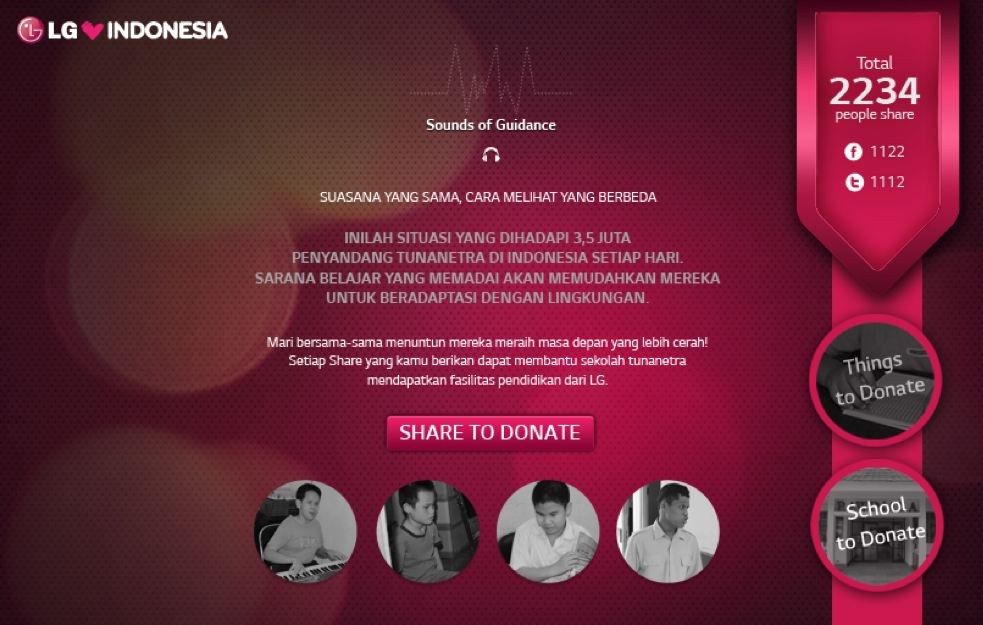 LG INDONESIA
Sounds of Guidance
SUASANA YANG SAMA, CARA MELIHAT YANG BERBEDA
INILAH SITUASI YANG DIHADAPI 3,5 JUTA
PENYANDANG TUNANETRA DI INDONESIA SETIAP HARI.
SARANA BELAJAR YANG MEMADAI AKAN MEMUDAHKAN MEREKA
UNTUK BERADAPTASI DENGAN LINGKUNGAN.
Mari bersama-sama menuntun mereka meraih masa depan yang lebih cerah!
Setiap Share yang kamu berikan dapat membantu sekolah tunanetra
mendapatkan fasilitas pendidikan dari LG.
SHARE TO DONATE
Total
2234
people share
1122
1112
Things
to Donate
School
to Donate